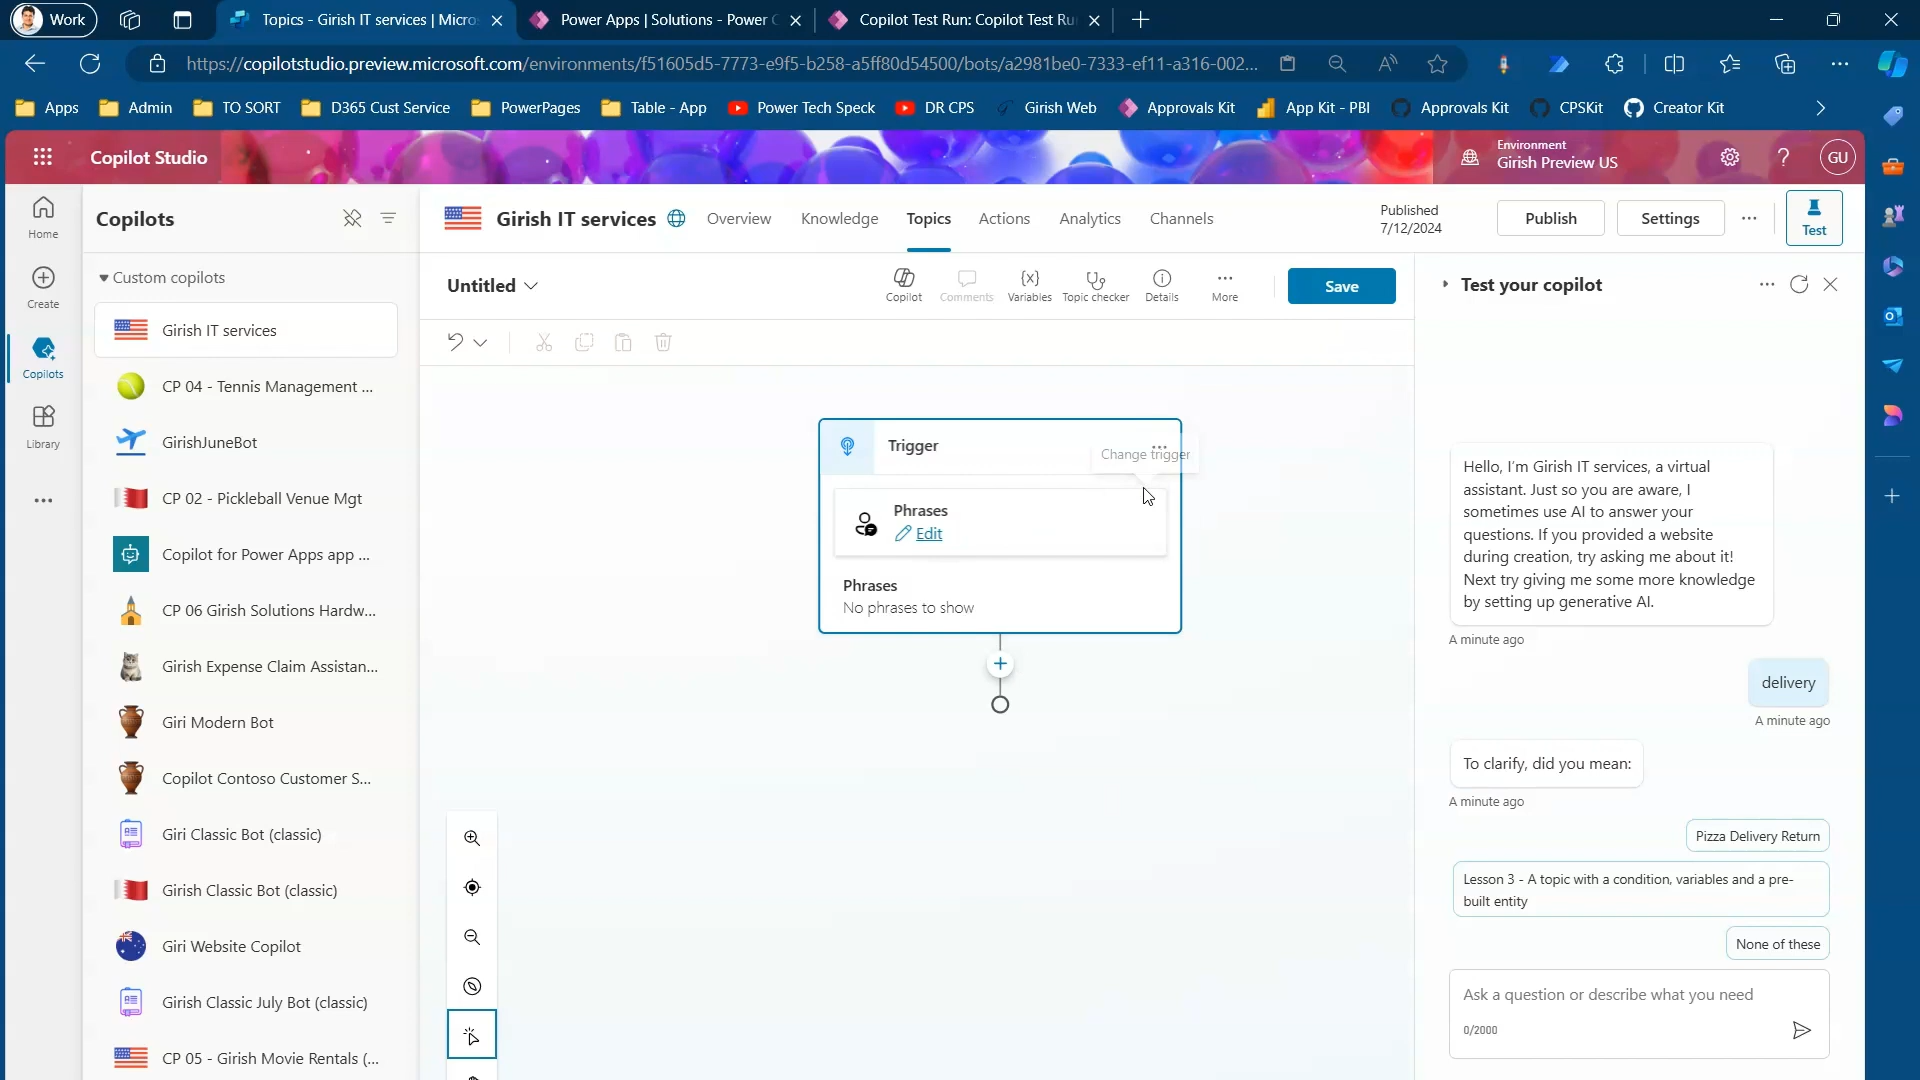 Work
Topics - Girish IT services | Micro
Power Apps | Solutions - Power
Copilot Test Run: Copilot Test Ru
https://copilotstudio.preview.microsoft.com/environments/f51605d5-7773-e9f5-b258-a5ff80d54500/bots/a2981be0-7333-ef11-a316-002...
Apps
Admin
TO SORT
D365 Cust Service
PowerPages
Table - App
Power Tech Speck
DR CPS
Girish Web
Approvals Kit
App Kit - PBI
Approvals Kit
CPSKit
Creator Kit
Copilot Studio
Environment
Girish Preview US
GU
Home
Create
Copilots
Library
Copilots
Custom copilots
Girish IT services
CP 04 - Tennis Management ...
GirishJuneBot
CP 02 - Pickleball Venue Mgt
Copilot for Power Apps app ...
CP 06 Girish Solutions Hardw...
Girish Expense Claim Assistan...
Giri Modern Bot
Copilot Contoso Customer S...
Giri Classic Bot (classic)
Girish Classic Bot (classic)
Giri Website Copilot
Girish Classic July Bot (classic)
CP 05 - Girish Movie Rentals (...
Girish IT services
Overview
Knowledge
Topics
Actions
Analytics
Channels
Published
7/12/2024
Publish
Settings
Test
Untitled
Copilot
Comments
Variables
Topic checker
Details
More
Save
Trigger
Change trigger
Phrases
Edit
Phrases
No phrases to show
Test your copilot
Hello, I'm Girish IT services, a virtual
assistant. Just so you are aware, I
sometimes use AI to answer your
questions. If you provided a website
during creation, try asking me about it!
Next try giving me some more knowledge
by setting up generative AI.
A minute ago
delivery
A minute ago
To clarify, did you mean:
A minute ago
Pizza Delivery Return
Lesson 3 - A topic with a condition, variables and a pre-
built entity
None of these
Ask a question or describe what you need
0/2000